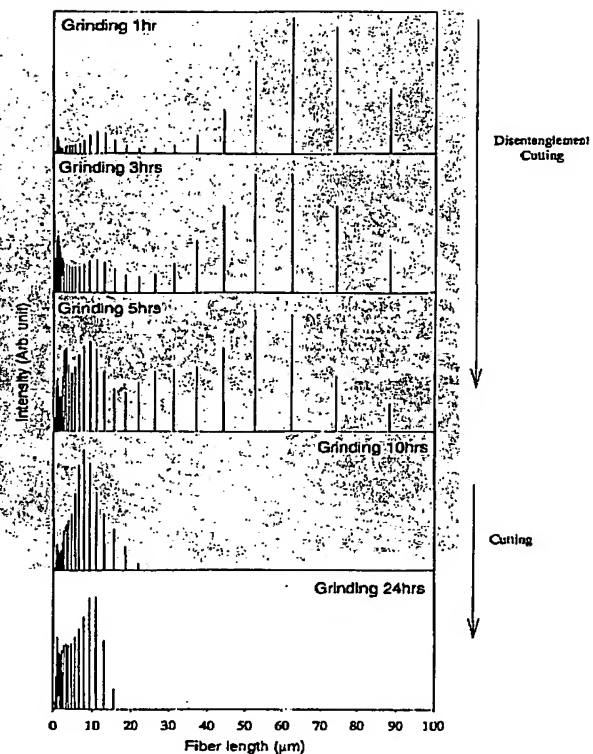 Grinding 1hr
Disentanglement
Cutting
Grinding 3hrs
Intensity (Arb. unit)
Grinding 5hrs
Grinding 10hrs
Cutting
Grinding 24hrs
0 10 20 30 40 50 60 70 80 90 100
Fiber length (μm)